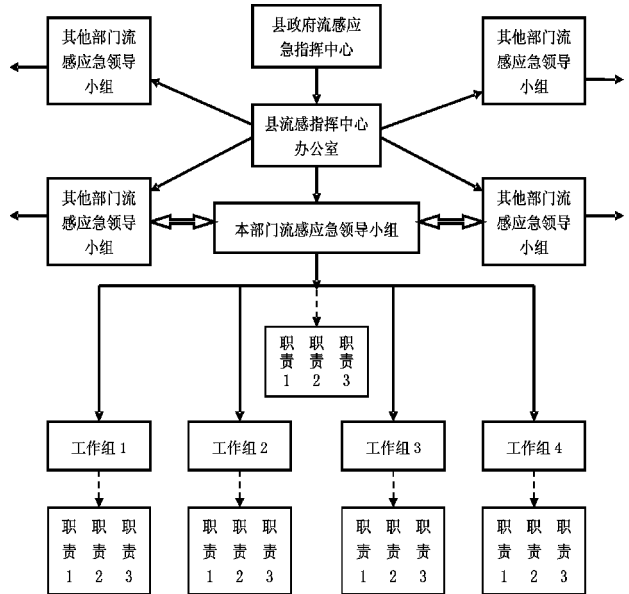 县政府流感应
急指挥中心
其他部门流
感应急领导
小组
其他部门流
感应急领导
小组
县流感指挥中心
办公室
其他部门流
感应急领导
小组
本部门流感应急领导小组
其他部门流
感应急领导
小组
职 职 职
责 责 责
1 2 3
工作组 1
工作组 2
工作组 3
工作组 4
职 职 职
责 责 责
1 2 3
职 职 职
责 责 责
1 2 3
职 职 职
责 责 责
1 2 3
职 职 职
责 责 责
1 2 3